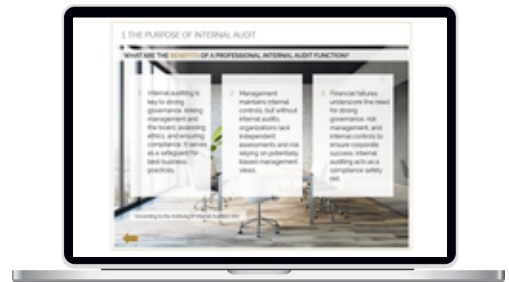 1. THE PURPOSE OF INTERNAL AUDIT
WHAT ARE THE BENEFITS OF A PROFESSIONAL INTERNAL AUDIT FUNCTION?
1. Internal auditing is
key to strong
governance, linking
management and
the board, assessing
ethics, and ensuring
compliance. It serves
as a safeguard for
best business
practices.
2. Management
maintains internal
controls, but without
internal audits,
organizations lack
independent
assessments and risk
relying on potentially
biased management
views.
3. Financial failures
underscore the need
for strong
governance, risk
management, and
internal controls to
ensure corporate
success. Internal
auditing acts as a
compliance safety
net.
*According to the Institute of Internal Auditors